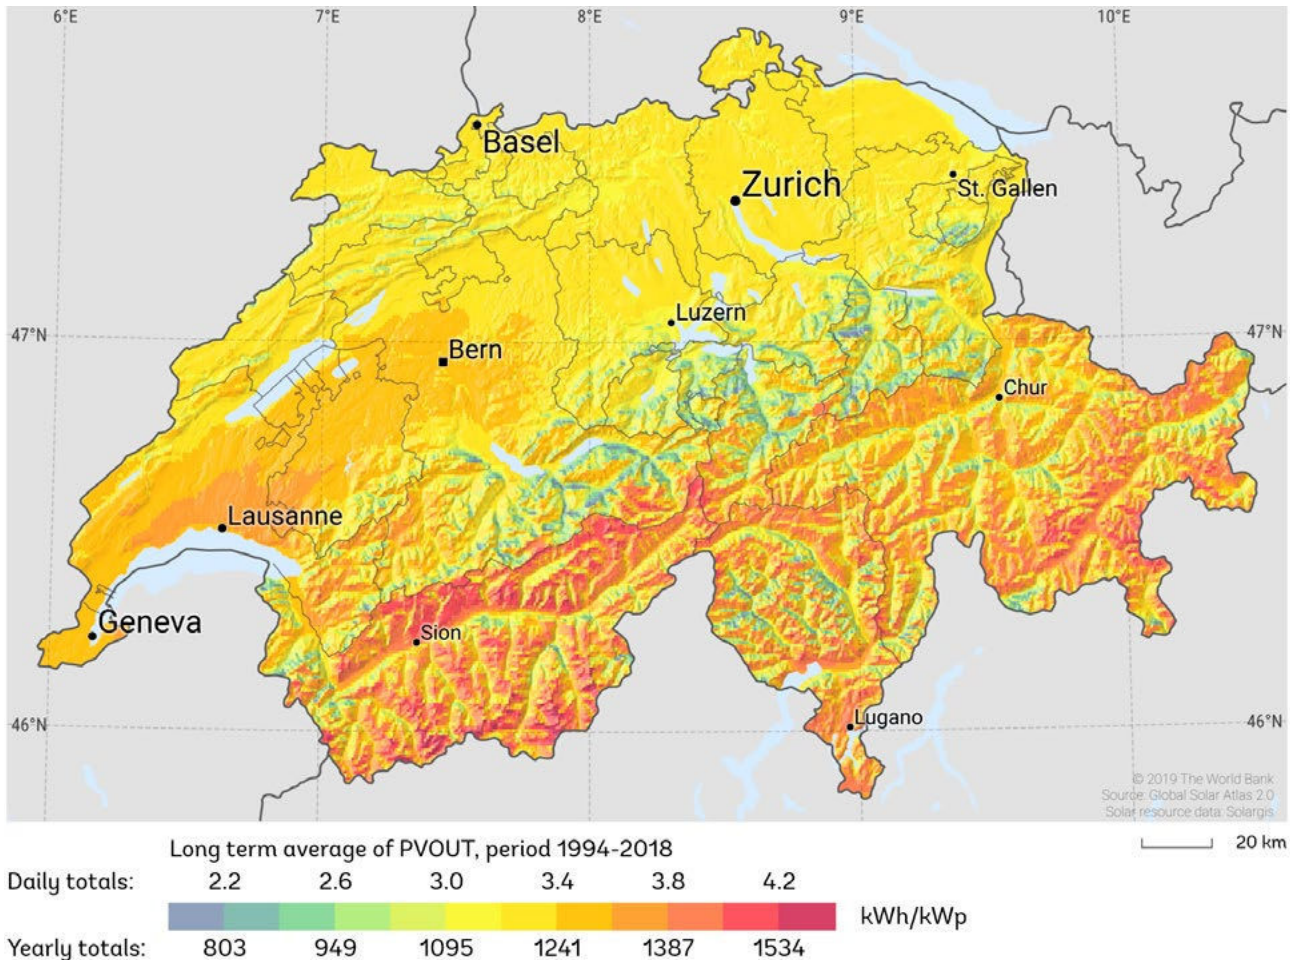 6°E 7°E 8°E 9°E 10°E
Basel
Zurich
St. Gallen
Luzern
47°N 47°N
Bern
Chur
Lausanne
Geneva
Sion
Lugano
46°N 46°N
© 2019 The World Bank
Source: Global Solar Atlas 2.0
Solar resource data: Solargis
20 km
Long term average of PVOUT, period 1994-2018
Daily totals: 2.2 2.6 3.0 3.4 3.8 4.2
kWh/kWp
Yearly totals: 803 949 1095 1241 1387 1534